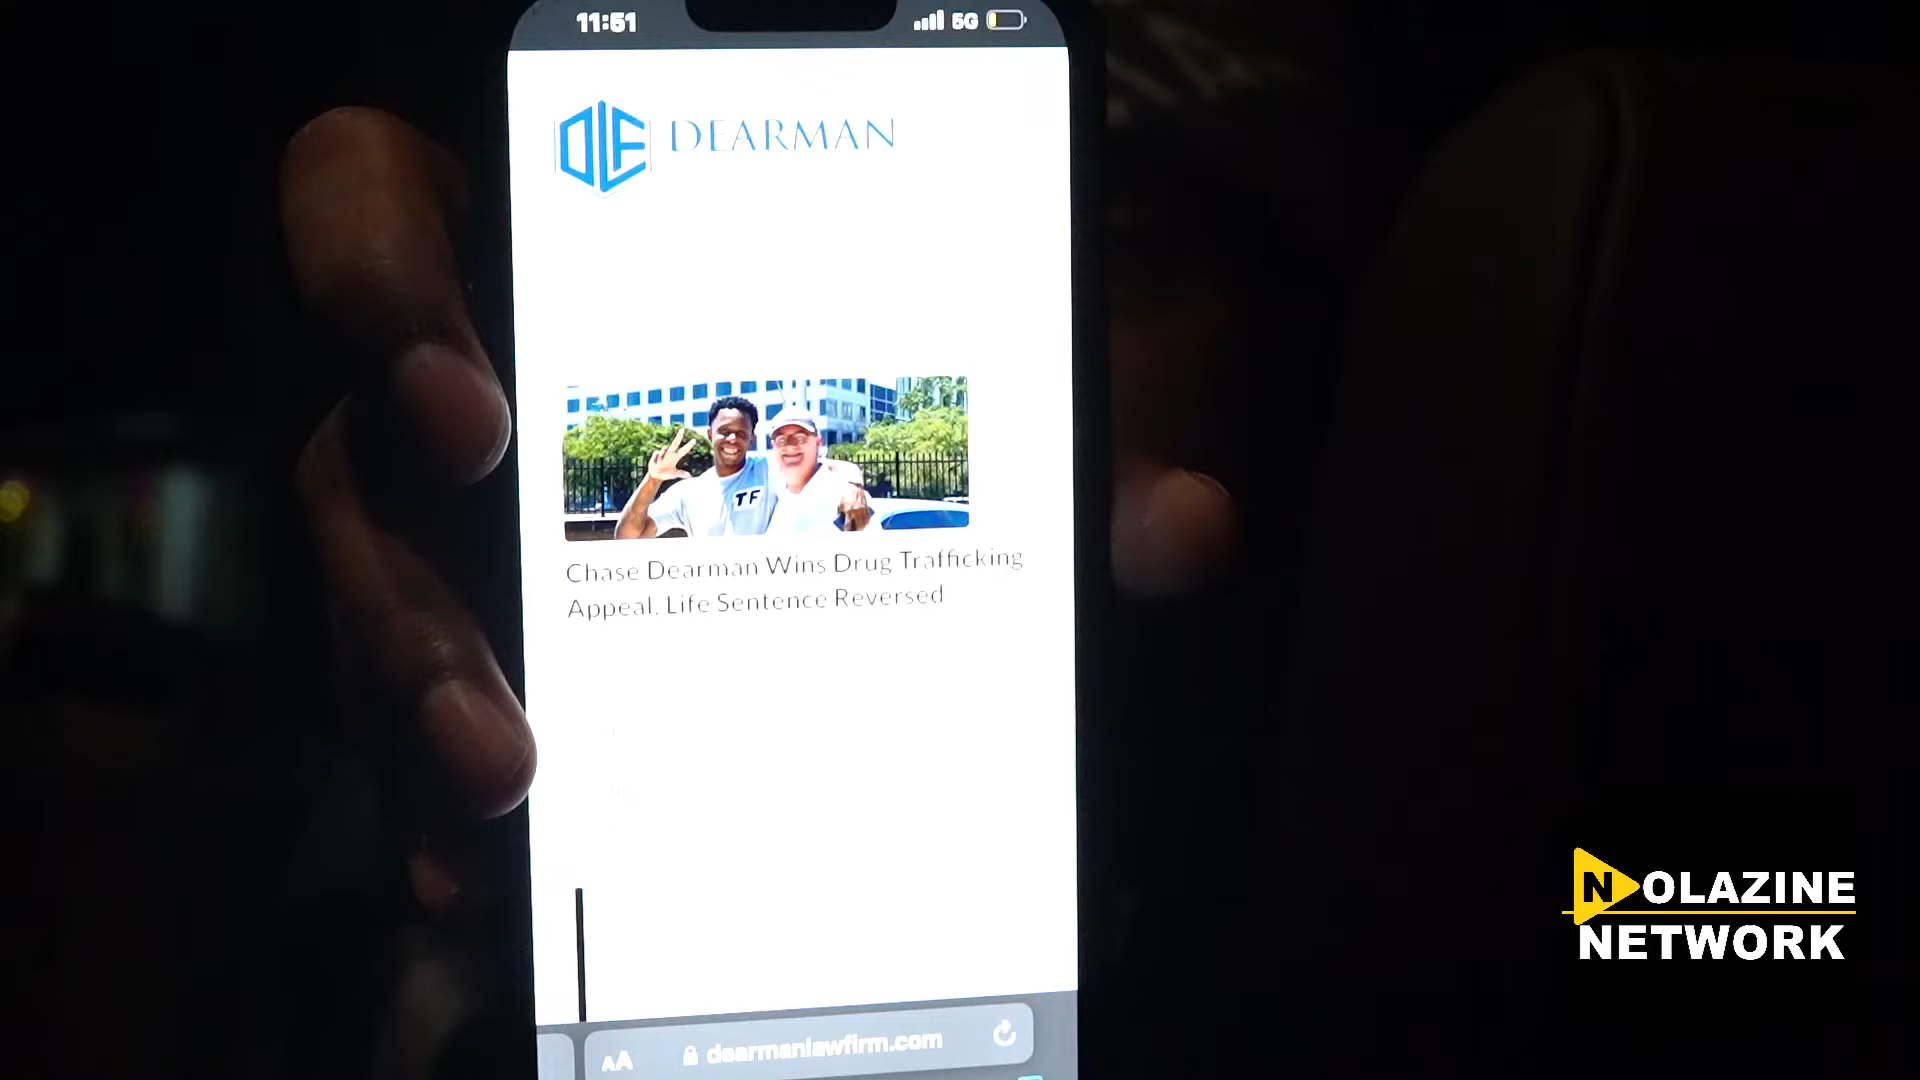 11:51
5G
DLF DEARMAN
TF
Chase Dearman Wins Drug Trafficking
Appeal, Life Sentence Reversed
AA dearmanlawfirm.com
NOLAZINE
NETWORK